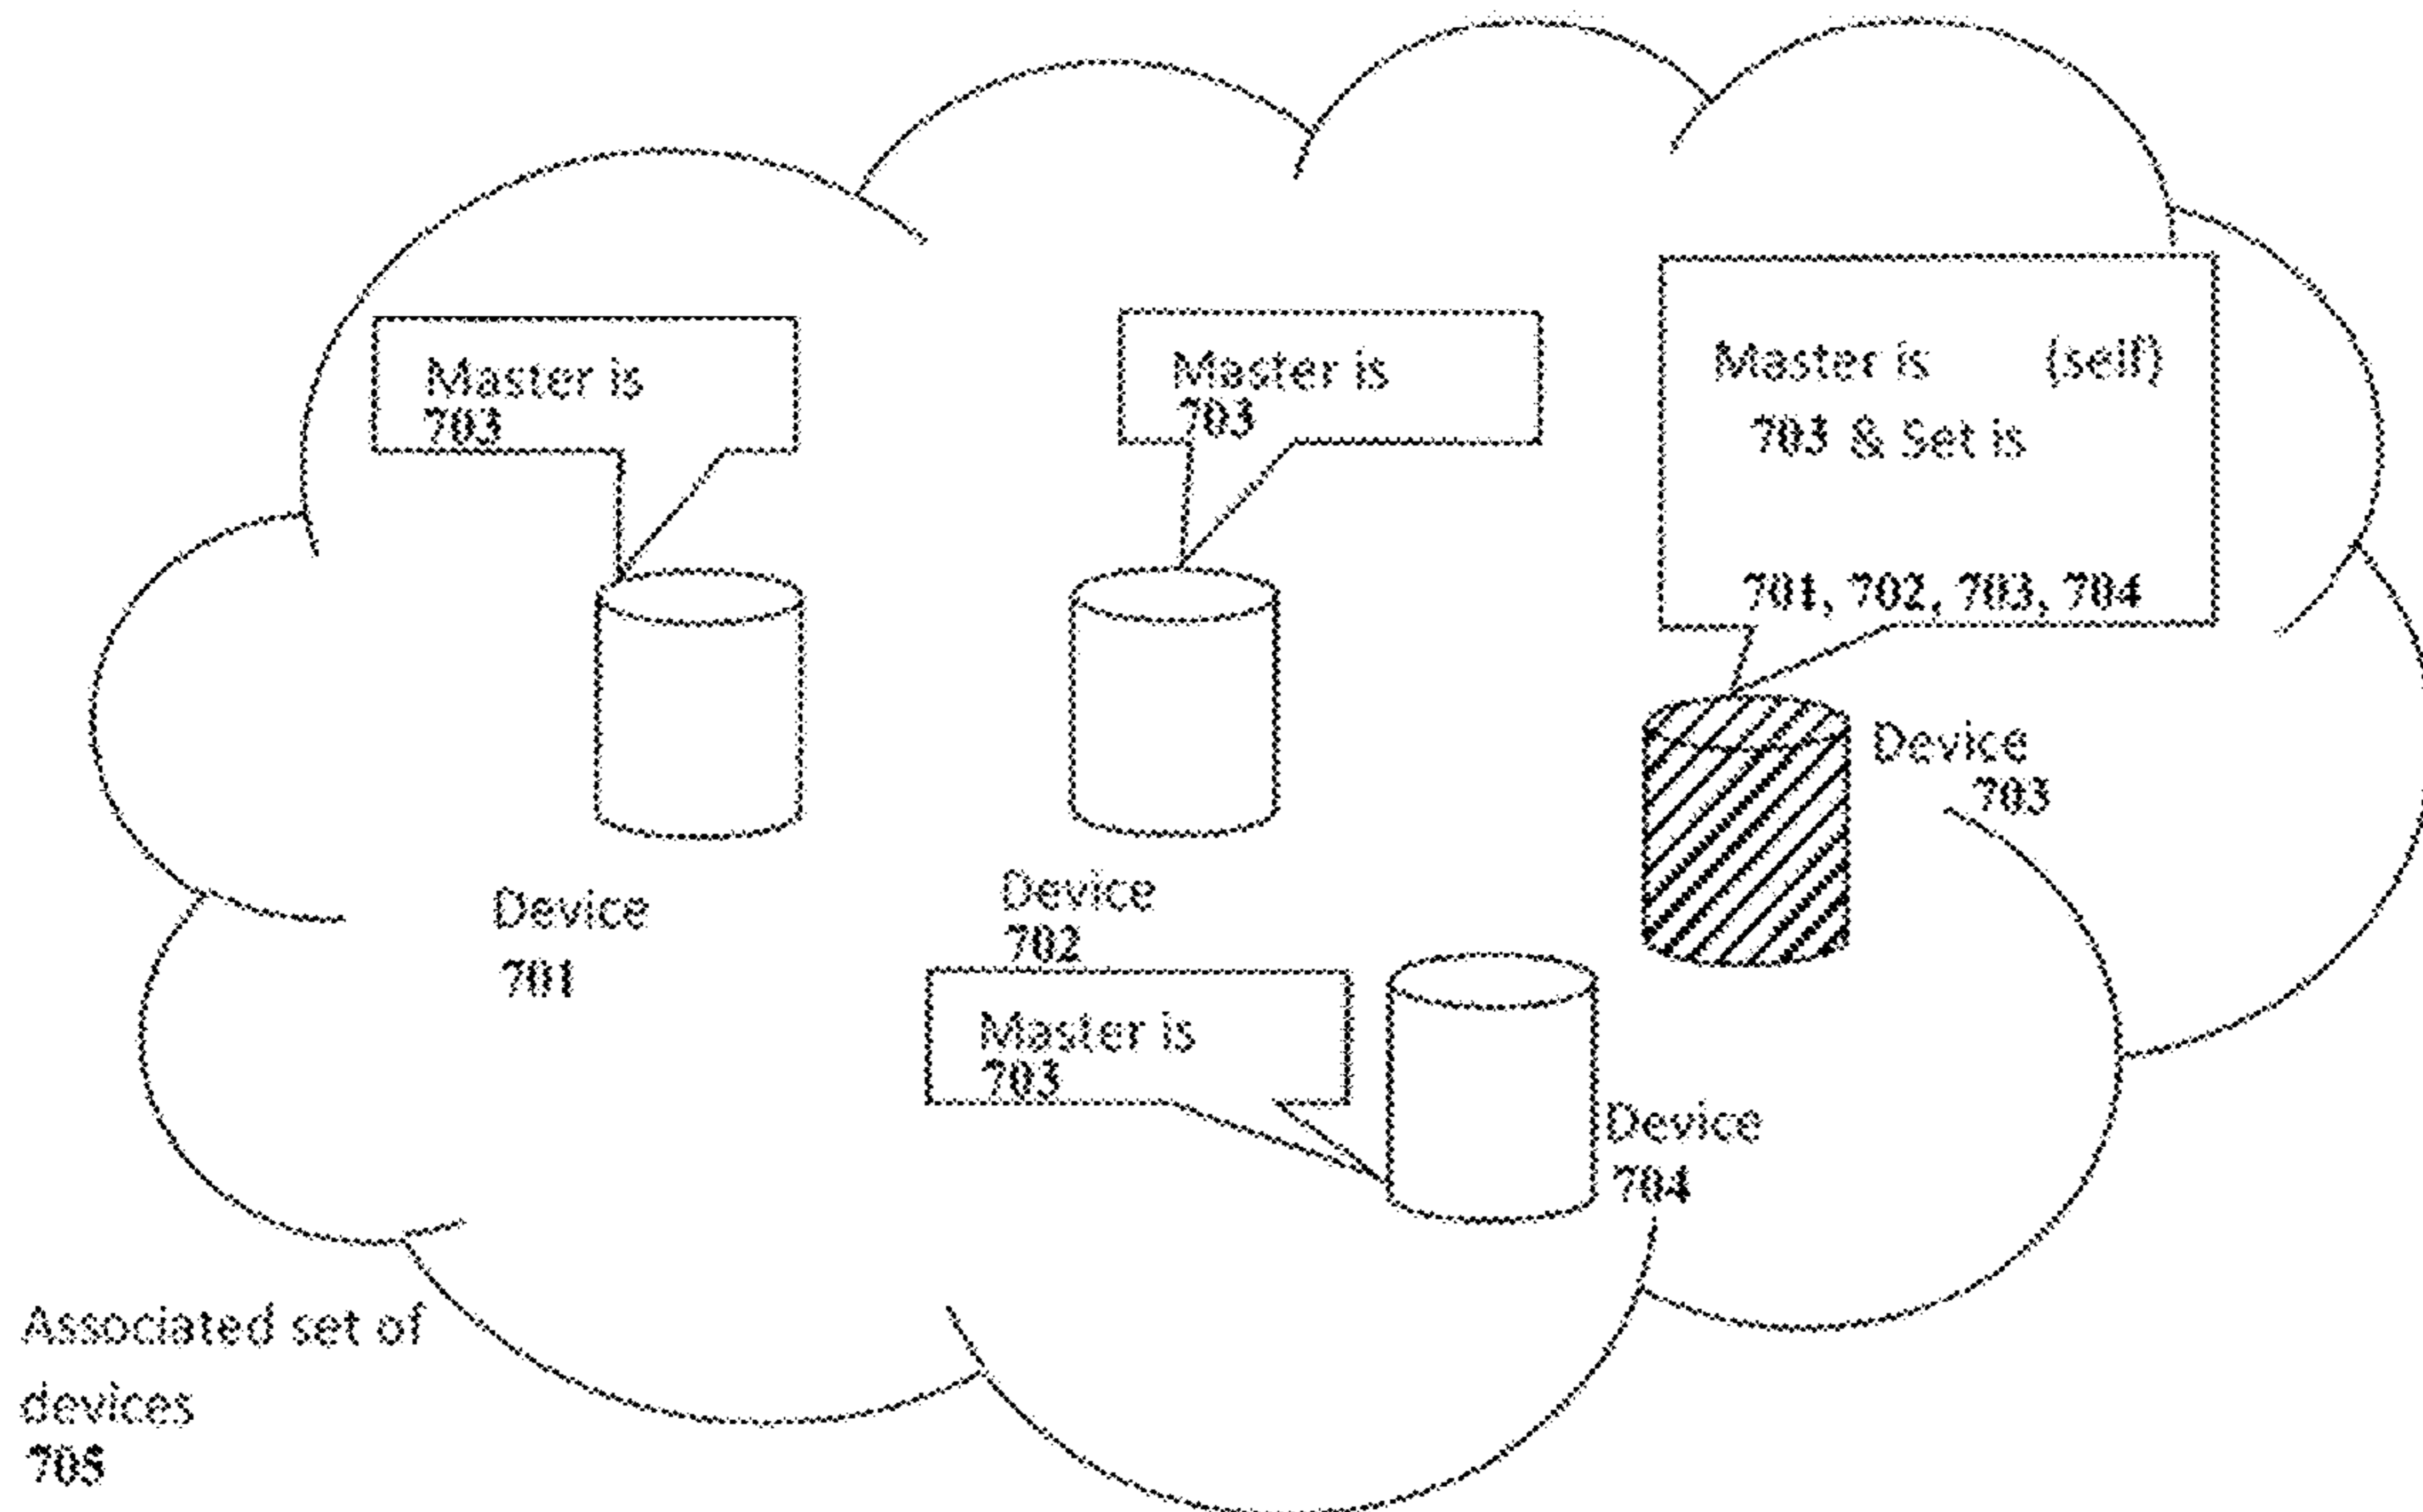 Master is
703
Master is
703
Master is (self)
703 & Set is
701, 702, 703, 704
Device
703
Device
701
Device
702
Master is
703
Device
704
Associated set of
devices
705